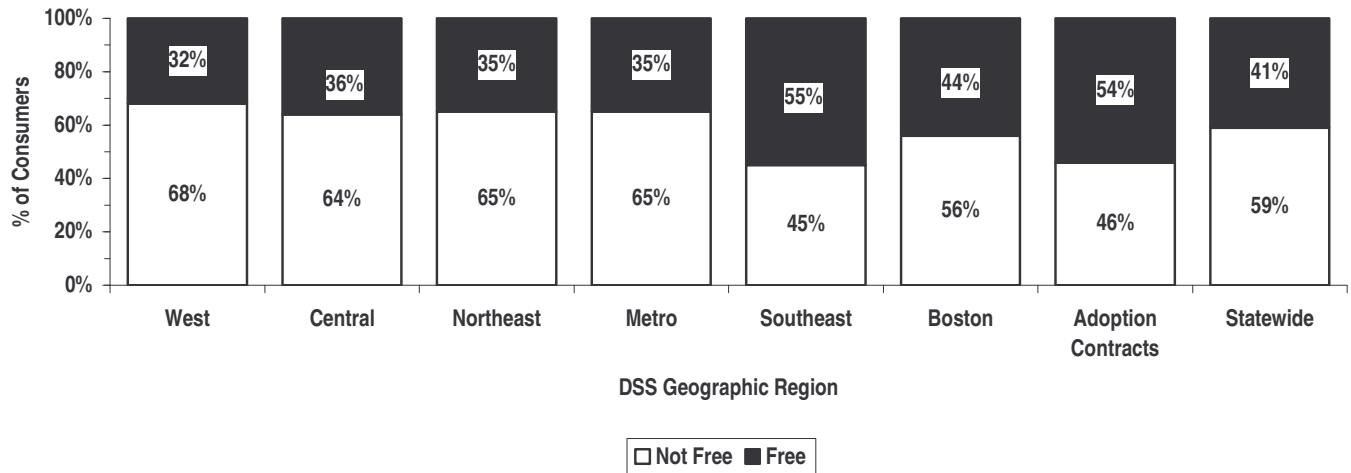 100%
80%
60%
40%
20%
0%
% of Consumers
32% 36% 35% 35% 55% 44% 54% 41%
68% 64% 65% 65% 45% 56% 46% 59%
West Central Northeast Metro Southeast Boston Adoption Contracts Statewide
DSS Geographic Region
Not Free Free